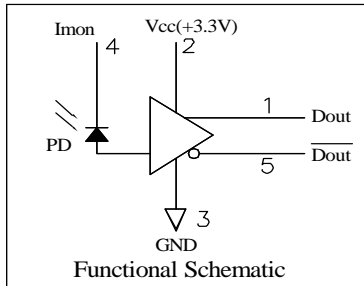 Imon
Vcc(+3.3V)
4
2
1
Dout
PD
Dout
5
3
GND
Functional Schematic